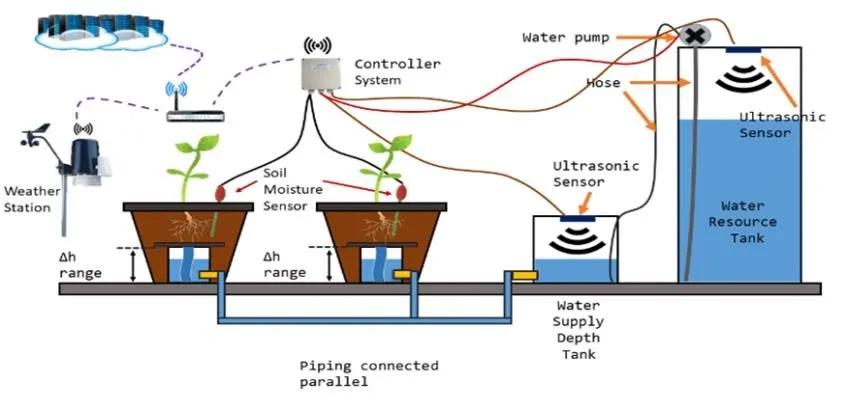 Water pump
Controller
System
Hose
Ultrasonic
Sensor
Ultrasonic
Sensor
Soil
Moisture
Sensor
Weather
Station
Water
Resource
Tank
Δh
range
Δh
range
Water
Supply
Depth
Tank
Piping connected
parallel